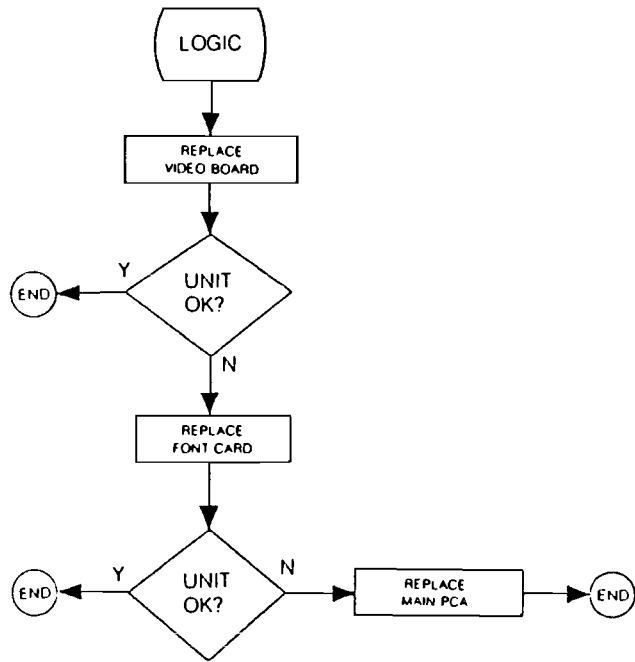 LOGIC
REPLACE
VIDEO BOARD
Y
UNIT
OK?
END
N
REPLACE
FONT CARD
Y
UNIT
OK?
N
END
REPLACE
MAIN PCA
END